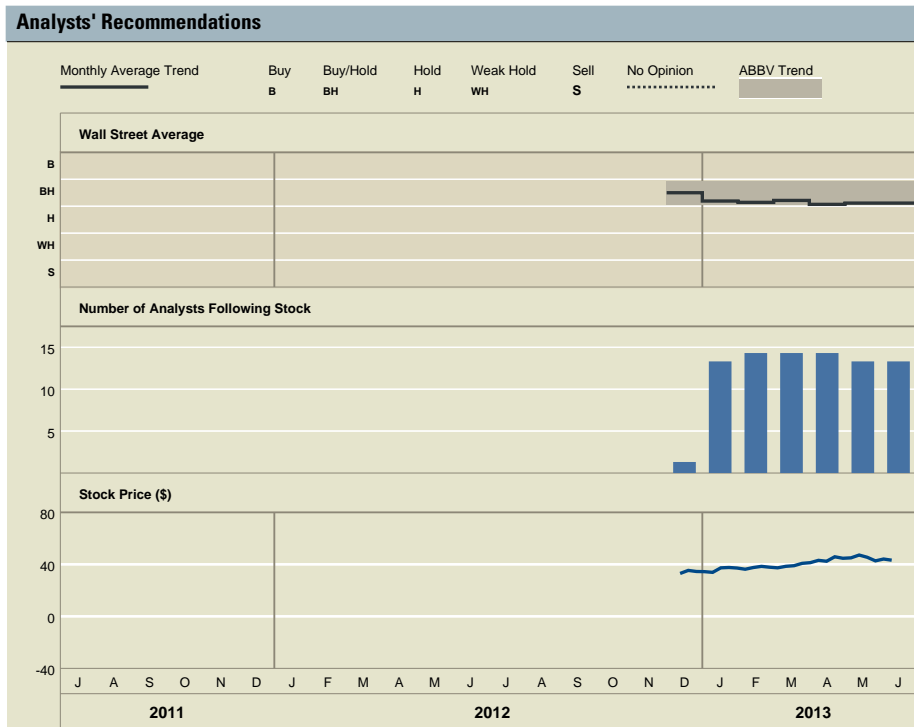 Analysts' Recommendations
Monthly Average Trend Buy Buy/Hold Hold Weak Hold Sell No Opinion ABBV Trend
B BH H WH S
Wall Street Average
B
BH
H
WH
S
Number of Analysts Following Stock
15
10
5
Stock Price ($)
80
40
0
-40
J A S O N D J F M A M J J A S O N D J F M A M J
2011 2012 2013